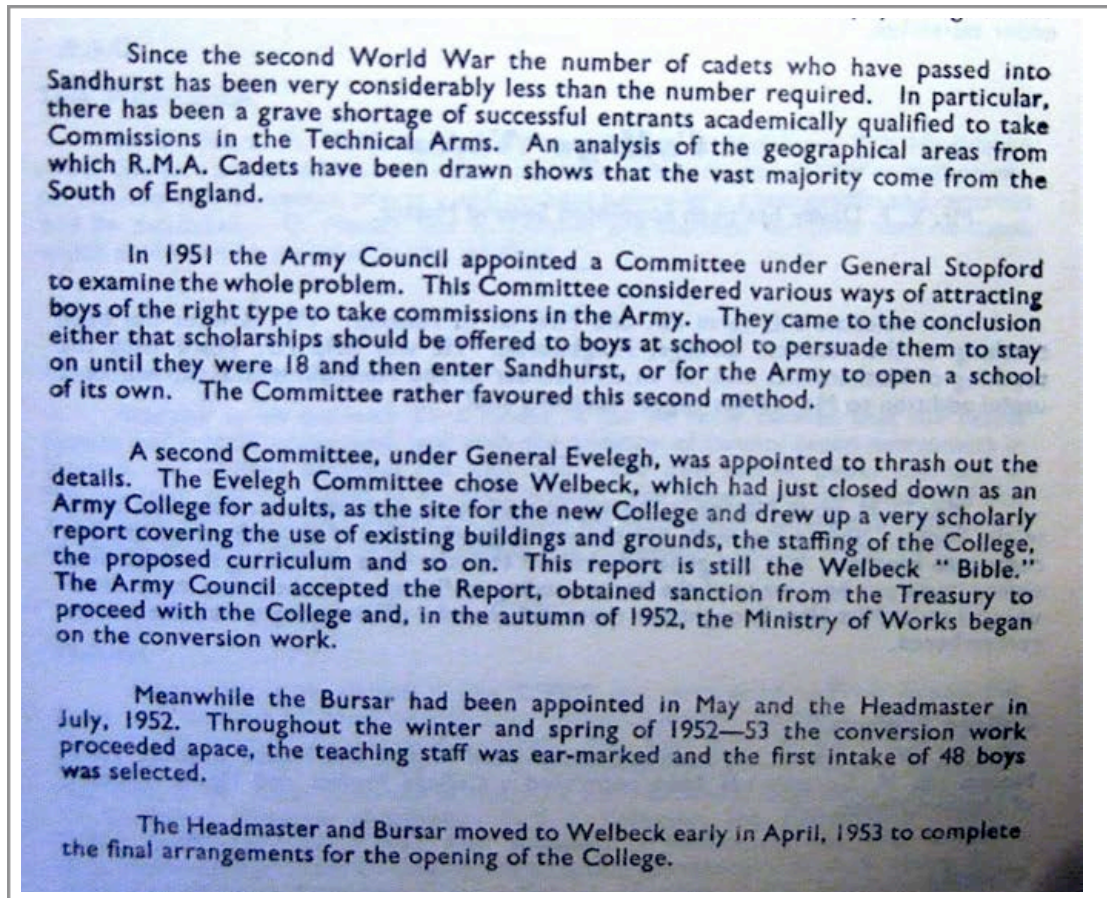 Since the second World War the number of cadets who have passed into
Sandhurst has been very considerably less than the number required. In particular,
there has been a grave shortage of successful entrants academically qualified to take
Commissions in the Technical Arms. An analysis of the geographical areas from
which R.M.A. Cadets have been drawn shows that the vast majority come from the
South of England.
In 1951 the Army Council appointed a Committee under General Stopford
to examine the whole problem. This Committee considered various ways of attracting
boys of the right type to take commissions in the Army. They came to the conclusion
either that scholarships should be offered to boys at school to persuade them to stay
on until they were 18 and then enter Sandhurst, or for the Army to open a school
of its own. The Committee rather favoured this second method.
A second Committee, under General Evelegh, was appointed to thrash out the
details. The Evelegh Committee chose Welbeck, which had just closed down as an
Army College for adults, as the site for the new College and drew up a very scholarly
report covering the use of existing buildings and grounds, the staffing of the College,
the proposed curriculum and so on. This report is still the Welbeck " Bible."
The Army Council accepted the Report, obtained sanction from the Treasury to
proceed with the College and, in the autumn of 1952, the Ministry of Works began
on the conversion work.
Meanwhile the Bursar had been appointed in May and the Headmaster in
July, 1952. Throughout the winter and spring of 1952—53 the conversion work
proceeded apace, the teaching staff was ear-marked and the first intake of 48 boys
was selected.
The Headmaster and Bursar moved to Welbeck early in April, 1953 to complete
the final arrangements for the opening of the College.